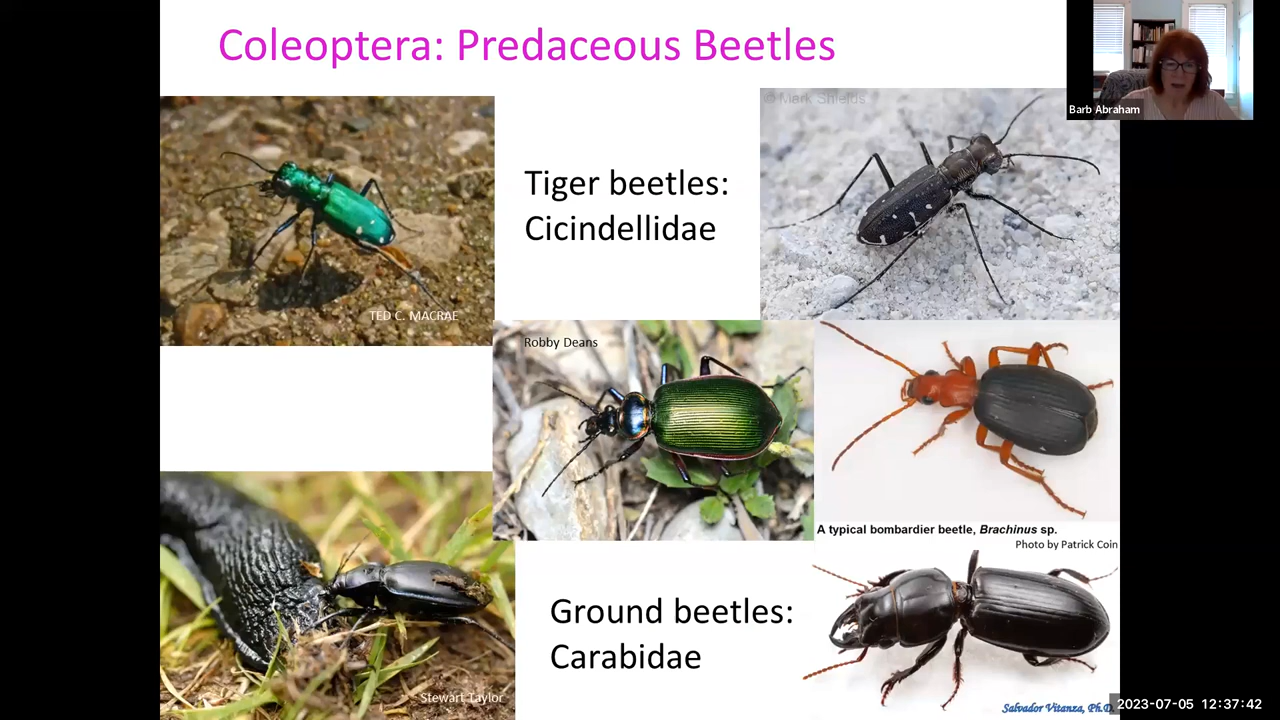 Coleoptera: Predaceous Beetles
Barb Abraham
© Mark Shields
Tiger beetles:
Cicindellidae
TED C. MACRAE
Robby Deans
A typical bombardier beetle, Brachinus sp.
Photo by Patrick Coin
Ground beetles:
Carabidae
Stewart Taylor
Salvador Vitanza, Ph.D.
2023-07-05 12:37:42